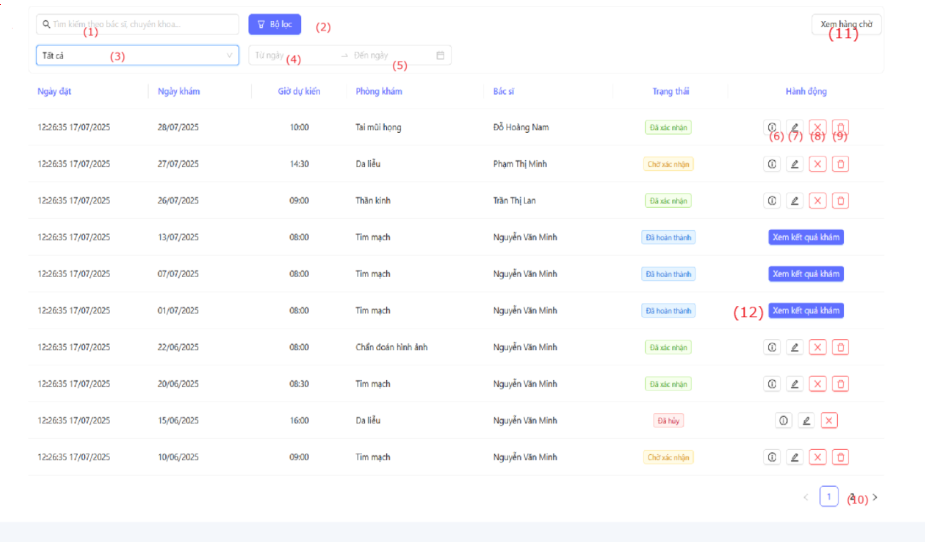 Tìm kiếm theo bác sĩ, chuyên khoa...
(1)
Bộ lọc
(2)
Xem hàng chờ
(11)
Tất cả
(3)
Từ ngày
(4)
Đến ngày
(5)
Ngày đặt Ngày khám Giờ dự kiến Phòng khám Bác sĩ Trạng thái Hành động
12:26:35 17/07/2025 28/07/2025 10:00 Tai mũi họng Đỗ Hoàng Nam Đã xác nhận
(6) (7) (8) (9)
12:26:35 17/07/2025 27/07/2025 14:30 Da liễu Phạm Thị Minh Chờ xác nhận
12:26:35 17/07/2025 26/07/2025 09:00 Thần kinh Trần Thị Lan Đã xác nhận
12:26:35 17/07/2025 13/07/2025 08:00 Tim mạch Nguyễn Văn Minh Đã hoàn thành Xem kết quả khám
12:26:35 17/07/2025 07/07/2025 08:00 Tim mạch Nguyễn Văn Minh Đã hoàn thành Xem kết quả khám
12:26:35 17/07/2025 01/07/2025 08:00 Tim mạch Nguyễn Văn Minh Đã hoàn thành (12) Xem kết quả khám
12:26:35 17/07/2025 22/06/2025 08:00 Chẩn đoán hình ảnh Nguyễn Văn Minh Đã xác nhận
12:26:35 17/07/2025 20/06/2025 08:30 Tim mạch Nguyễn Văn Minh Đã xác nhận
12:26:35 17/07/2025 15/06/2025 16:00 Da liễu Nguyễn Văn Minh Đã hủy
12:26:35 17/07/2025 10/06/2025 09:00 Tim mạch Nguyễn Văn Minh Chờ xác nhận
< 1 2 >
(10)